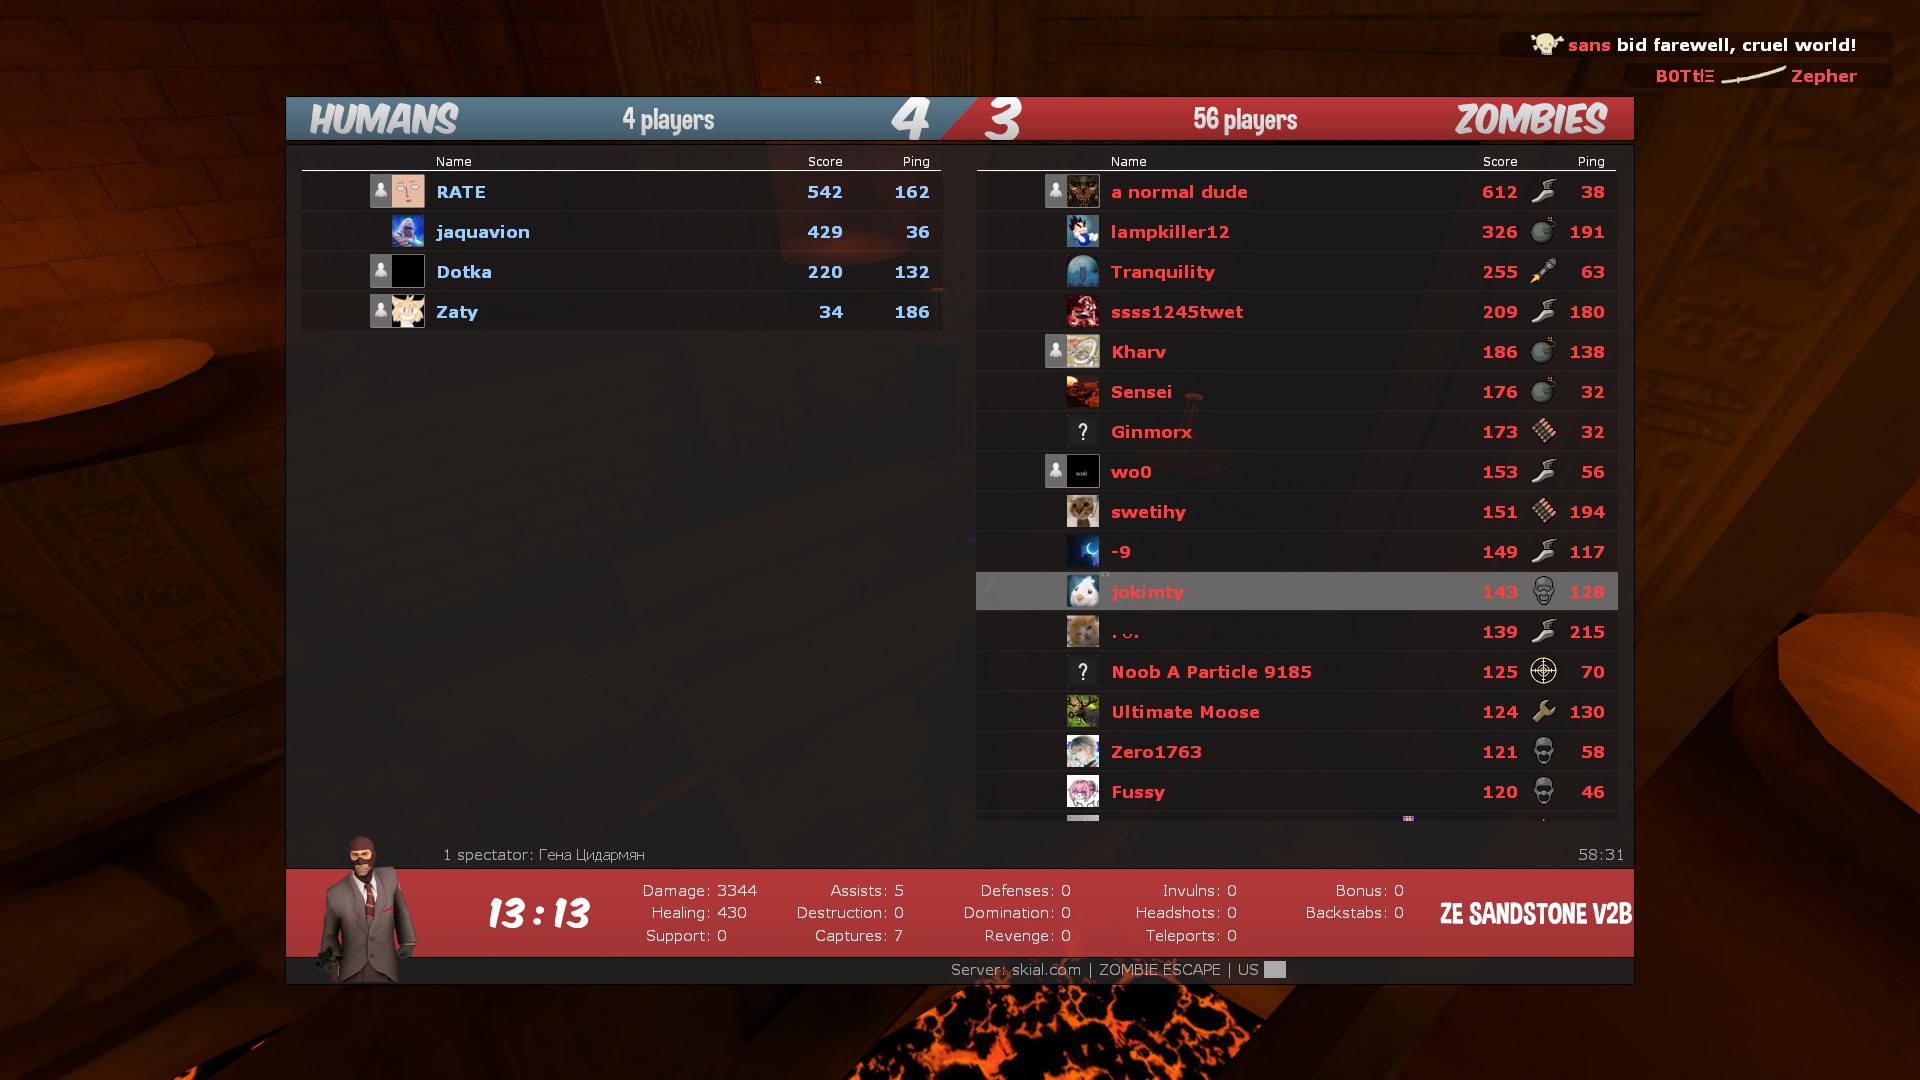 sans bid farewell, cruel world!
B0TtłΞ Zepher
HUMANS 4 players 4
3 56 players ZOMBIES
Name Score Ping
RATE 542 162
jaquavion 429 36
Dotka 220 132
Zaty 34 186
Name Score Ping
a normal dude 612 38
lampkiller12 326 191
Tranquility 255 63
ssss1245twet 209 180
Kharv 186 138
Sensei 176 32
? Ginmorx 173 32
wo0 wo0 153 56
swetihy 151 194
-9 149 117
jokimty 143 128
139 215
? Noob A Particle 9185 125 70
Ultimate Moose 124 130
Zero1763 121 58
Fussy 120 46
1 spectator: Гена Цидармян
58:31
13:13
Damage: 3344 Assists: 5 Defenses: 0 Invulns: 0 Bonus: 0
Healing: 430 Destruction: 0 Domination: 0 Headshots: 0 Backstabs: 0
Support: 0 Captures: 7 Revenge: 0 Teleports: 0
ZE SANDSTONE V2B
Server: skial.com | ZOMBIE ESCAPE | US